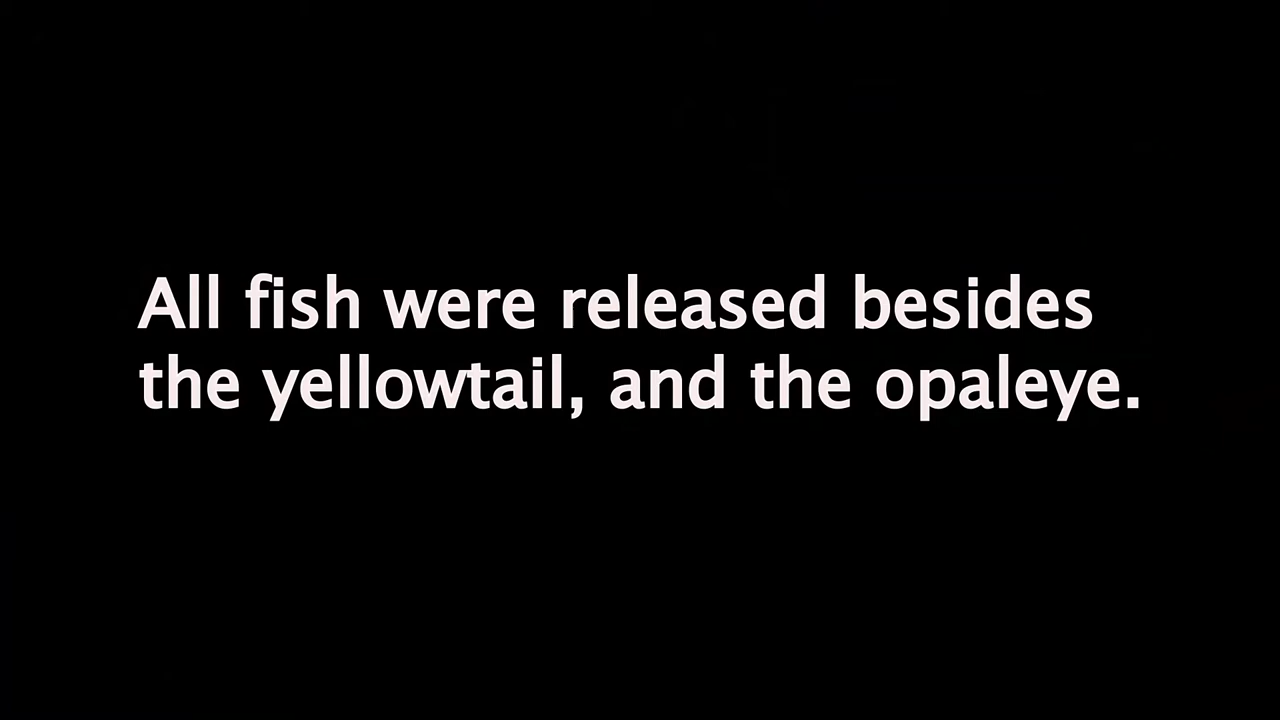 All fish were released besides
the yellowtail, and the opaleye.